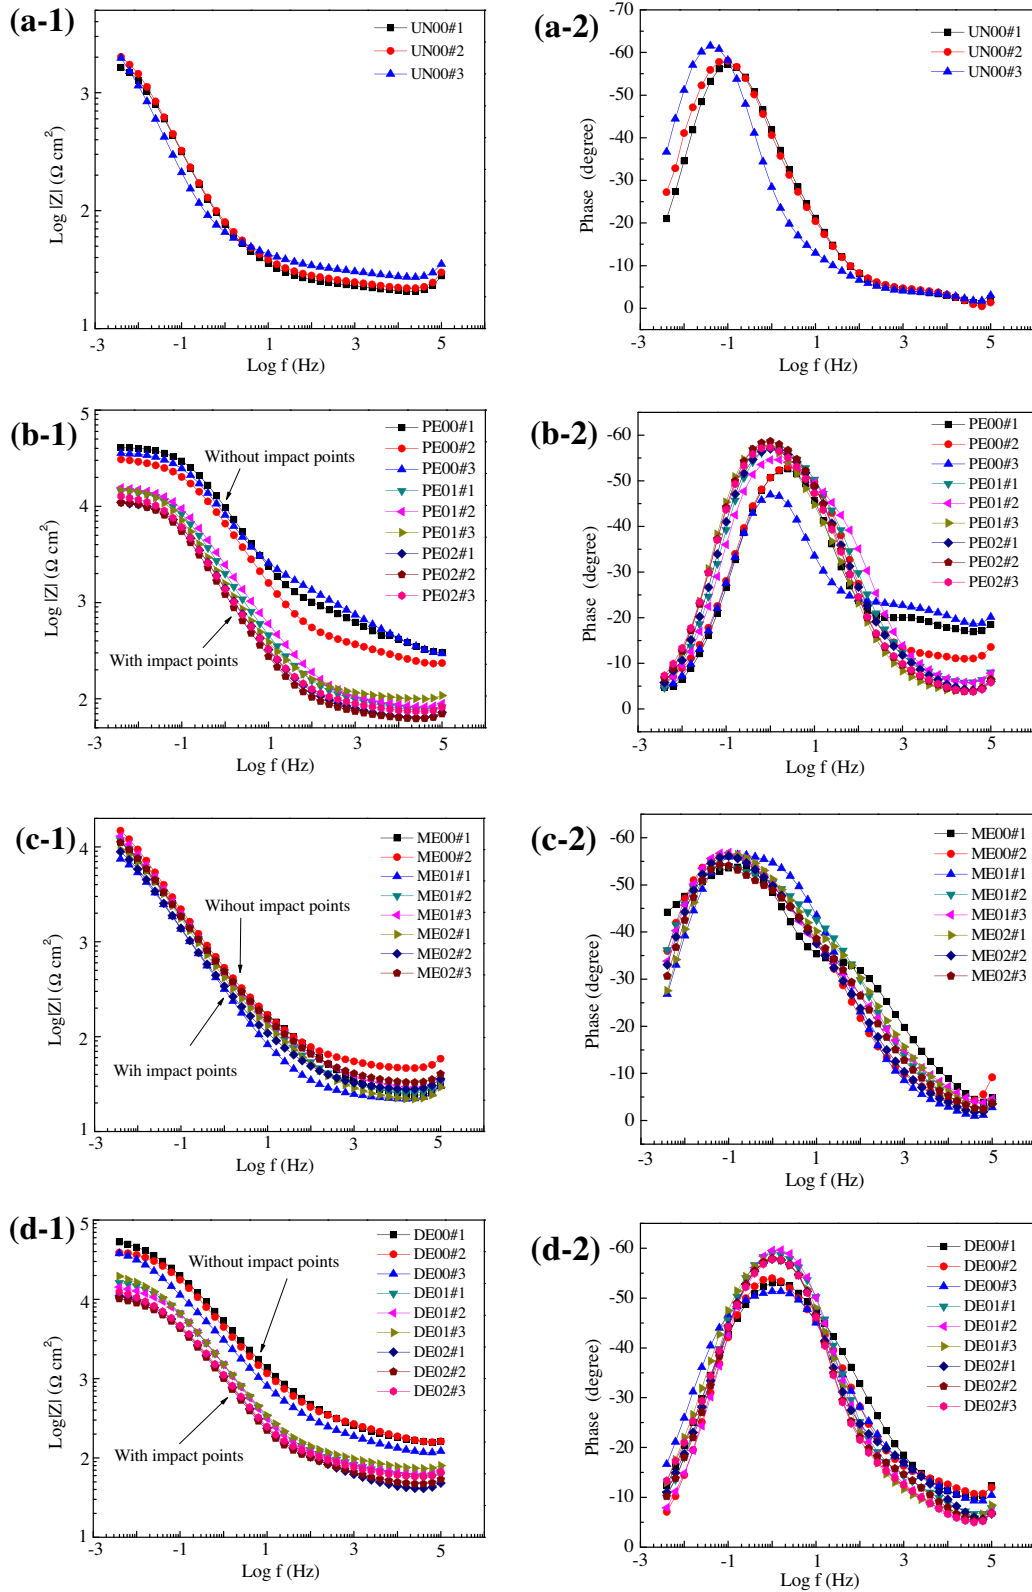 (a-1)
UN00#1
UN00#2
UN00#3
3
2
1
-3
-1
1
3
5
Log |Z| (Ω cm²)
Log f (Hz)
(a-2)
UN00#1
UN00#2
UN00#3
-70
-60
-50
-40
-30
-20
-10
0
-3
-1
1
3
5
Phase (degree)
Log f (Hz)
(b-1)
PE00#1
PE00#2
PE00#3
PE01#1
PE01#2
PE01#3
PE02#1
PE02#2
PE02#3
Without impact points
With impact points
5
4
3
2
-3
-1
1
3
5
Log |Z| (Ω cm²)
Log f (Hz)
(b-2)
PE00#1
PE00#2
PE00#3
PE01#1
PE01#2
PE01#3
PE02#1
PE02#2
PE02#3
-60
-50
-40
-30
-20
-10
0
-3
-1
1
3
5
Phase (degree)
Log f (Hz)
(c-1)
ME00#1
ME00#2
ME01#1
ME01#2
ME01#3
ME02#1
ME02#2
ME02#3
Without impact points
Wih impact points
4
3
2
1
-3
-1
1
3
5
Log|Z| (Ω cm²)
Log f (Hz)
(c-2)
ME00#1
ME00#2
ME01#1
ME01#2
ME01#3
ME02#1
ME02#2
ME02#3
-60
-50
-40
-30
-20
-10
0
-3
-1
1
3
5
Phase (degree)
Log f (Hz)
(d-1)
DE00#1
DE00#2
DE00#3
DE01#1
DE01#2
DE01#3
DE02#1
DE02#2
DE02#3
Without impact points
With impact points
5
4
3
2
1
-3
-1
1
3
5
Log|Z| (Ω cm²)
Log f (Hz)
(d-2)
DE00#1
DE00#2
DE00#3
DE01#1
DE01#2
DE01#3
DE02#1
DE02#2
DE02#3
-60
-50
-40
-30
-20
-10
0
-3
-1
1
3
5
Phase (degree)
Log f (Hz)